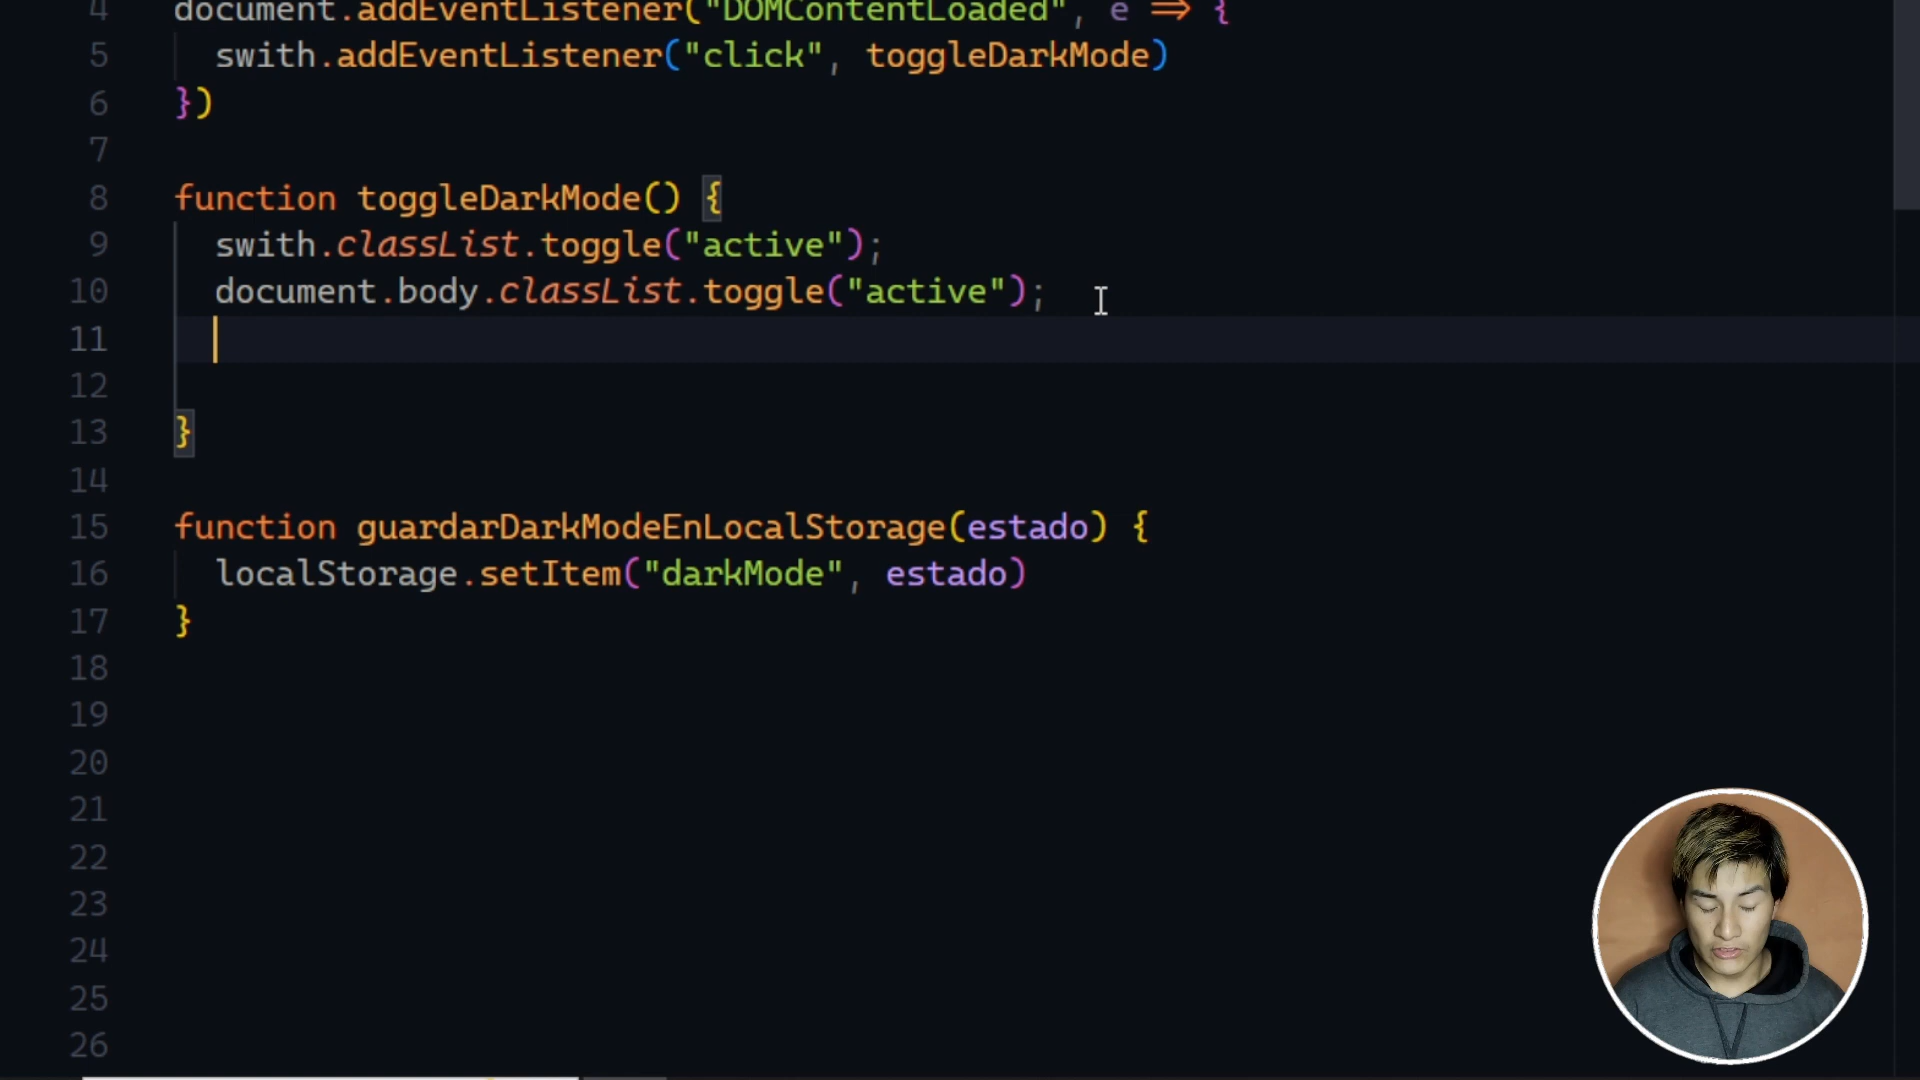 4 document.addEventListener("DOMContentLoaded", e => {
5 swith.addEventListener("click", toggleDarkMode)
6 })
7
8 function toggleDarkMode() {
9 swith.classList.toggle("active");
10 document.body.classList.toggle("active");
11
12
13 }
14
15 function guardarDarkModeEnLocalStorage(estado) {
16 localStorage.setItem("darkMode", estado)
17 }
18
19
20
21
22
23
24
25
26